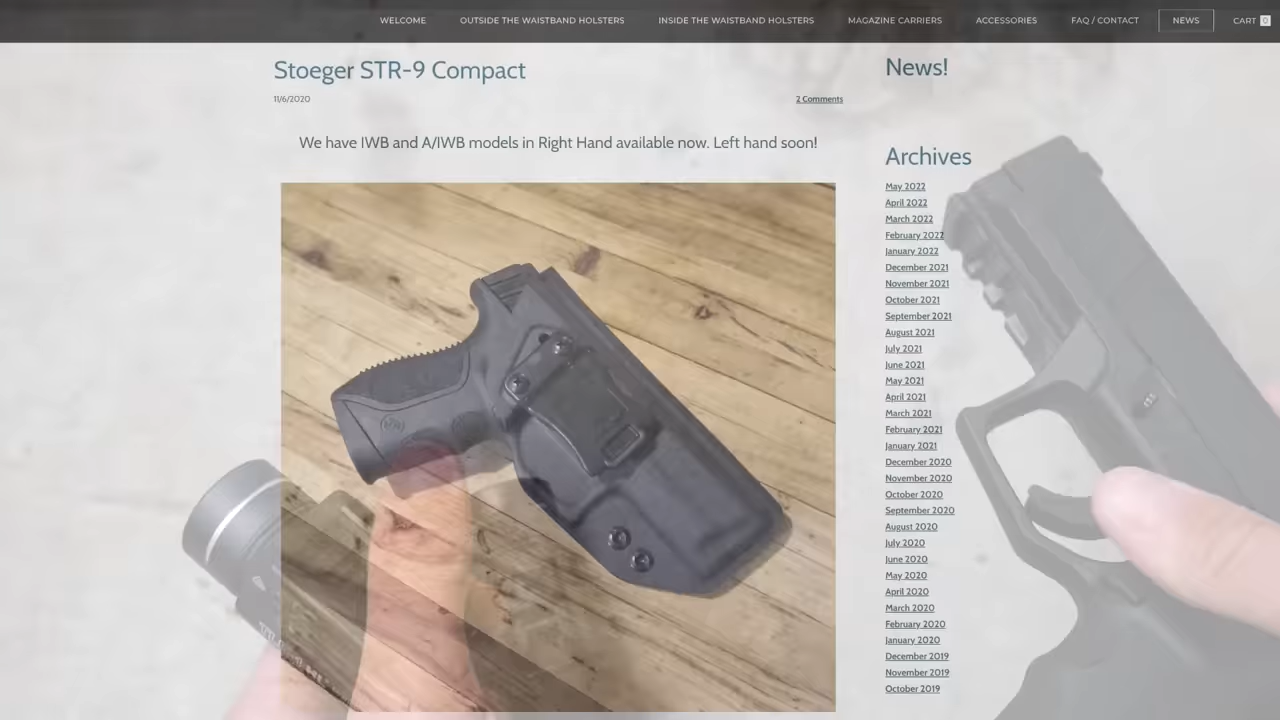 WELCOME OUTSIDE THE WAISTBAND HOLSTERS INSIDE THE WAISTBAND HOLSTERS MAGAZINE CARRIERS ACCESSORIES FAQ / CONTACT NEWS CART 0
Stoeger STR-9 Compact
11/6/2020 2 Comments
We have IWB and A/IWB models in Right Hand available now. Left hand soon!
News!
Archives
May 2022
April 2022
March 2022
February 2022
January 2022
December 2021
November 2021
October 2021
September 2021
August 2021
July 2021
June 2021
May 2021
April 2021
March 2021
February 2021
January 2021
December 2020
November 2020
October 2020
September 2020
August 2020
July 2020
June 2020
May 2020
April 2020
March 2020
February 2020
January 2020
December 2019
November 2019
October 2019